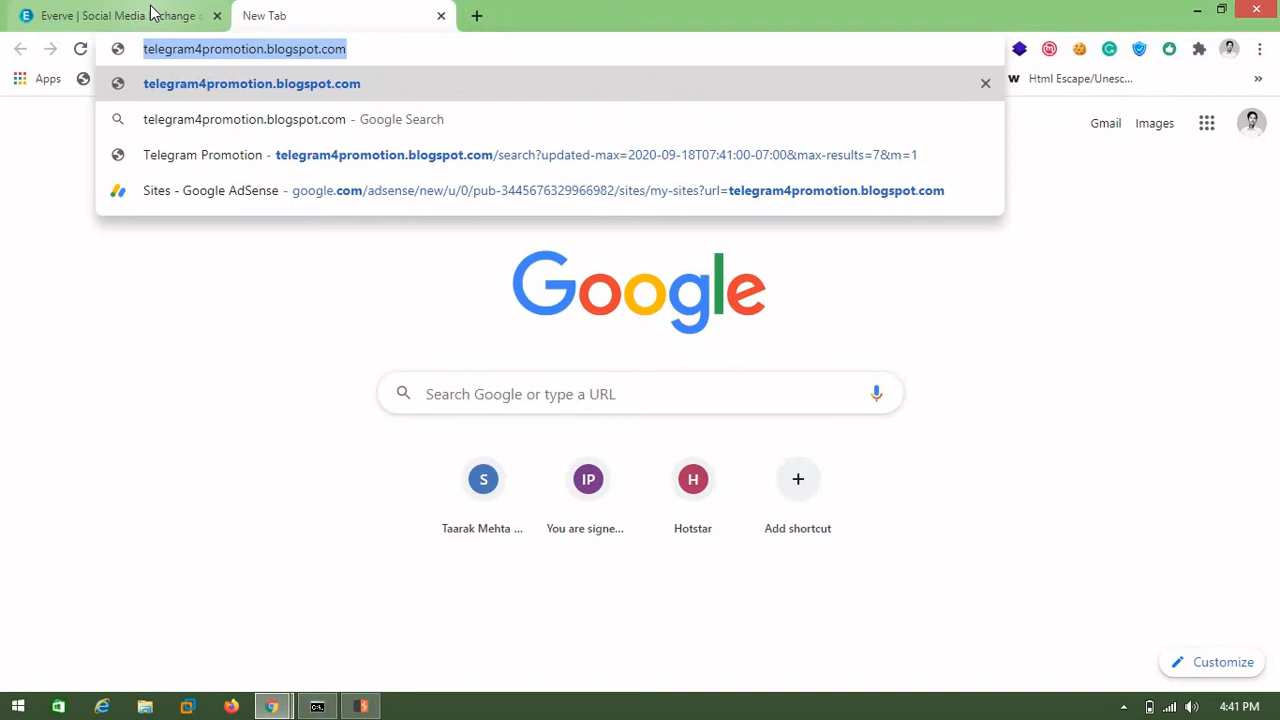 Everve | Social Media Exchange
New Tab
telegram4promotion.blogspot.com
Apps
Html Escape/Unesc...
telegram4promotion.blogspot.com
telegram4promotion.blogspot.com - Google Search
Telegram Promotion - telegram4promotion.blogspot.com/search?updated-max=2020-09-18T07:41:00-07:00&max-results=7&m=1
Sites - Google AdSense - google.com/adsense/new/u/0/pub-3445676329966982/sites/my-sites?url=telegram4promotion.blogspot.com
Gmail Images
Google
Search Google or type a URL
S IP H
Taarak Mehta ... You are signe... Hotstar Add shortcut
Customize
4:41 PM